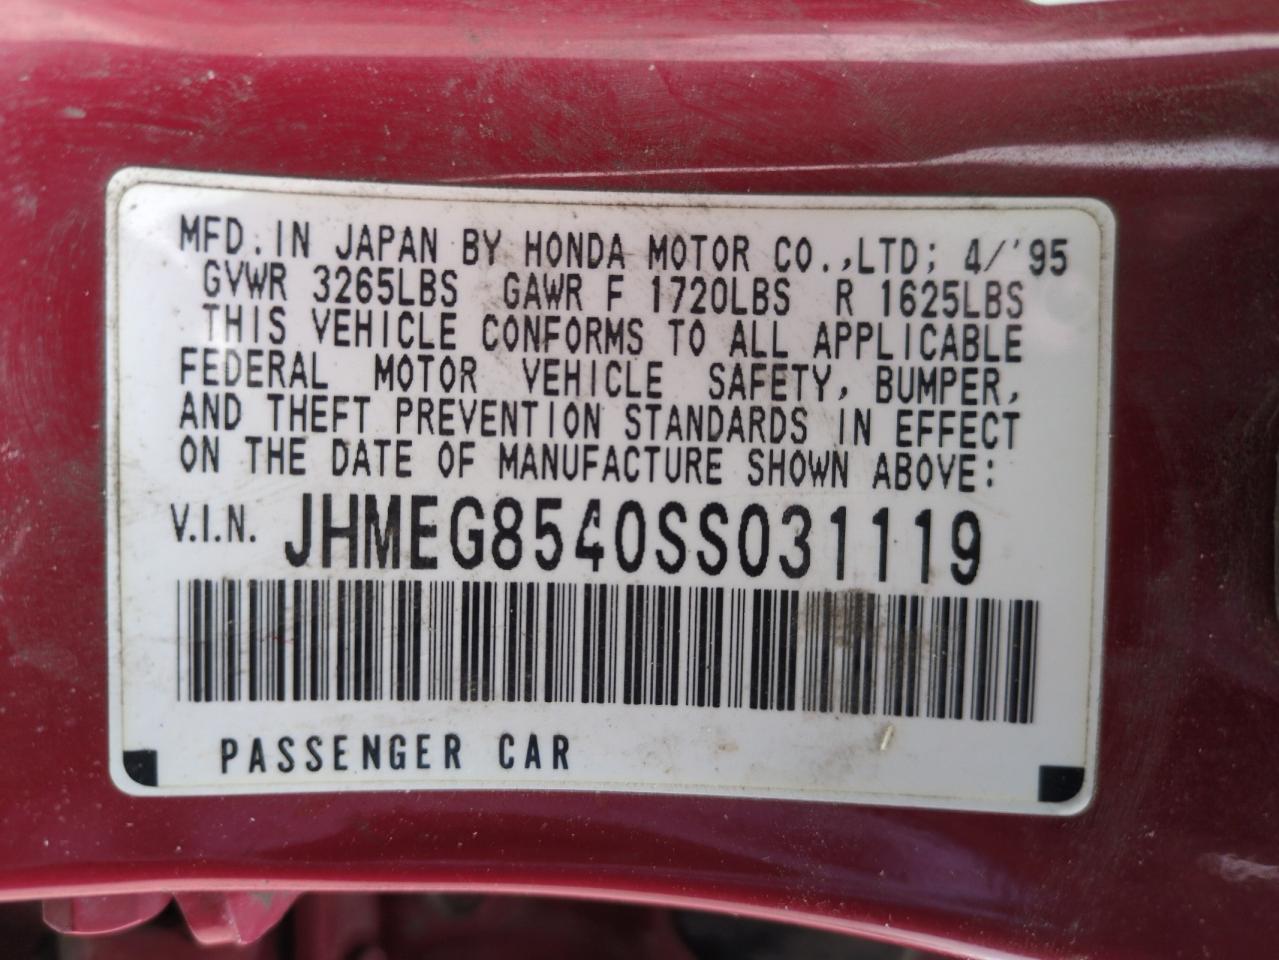 MFD. IN JAPAN BY HONDA MOTOR CO.,LTD; 4/'95
GVWR 3265LBS GAWR F 1720LBS R 1625LBS
THIS VEHICLE CONFORMS TO ALL APPLICABLE
FEDERAL MOTOR VEHICLE SAFETY, BUMPER,
AND THEFT PREVENTION STANDARDS IN EFFECT
ON THE DATE OF MANUFACTURE SHOWN ABOVE:
V.I.N. JHMEG8540SS031119
PASSENGER CAR